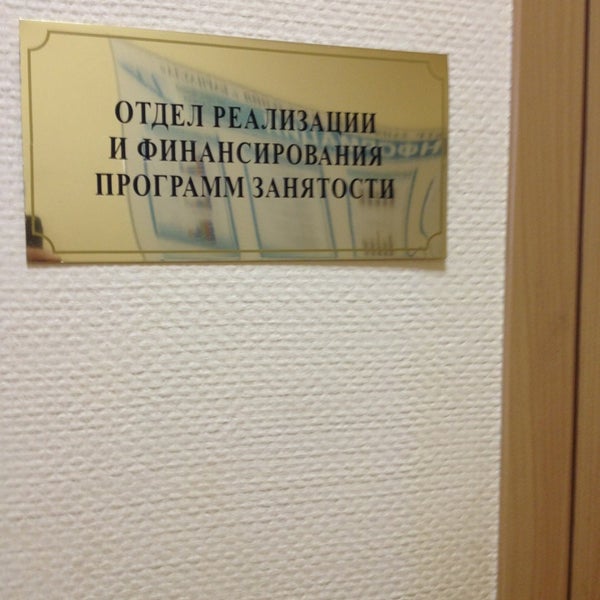 ОТДЕЛ РЕАЛИЗАЦИИ
И ФИНАНСИРОВАНИЯ
ПРОГРАММ ЗАНЯТОСТИ